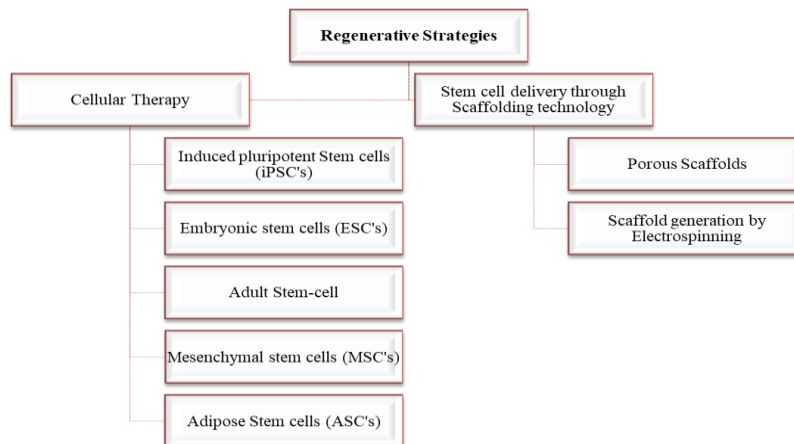 Regenerative Strategies
Cellular Therapy
Stem cell delivery through
Scaffolding technology
Induced pluripotent Stem cells
(iPSC's)
Embryonic stem cells (ESC's)
Adult Stem-cell
Mesenchymal stem cells (MSC's)
Adipose Stem cells (ASC's)
Porous Scaffolds
Scaffold generation by
Electrospinning